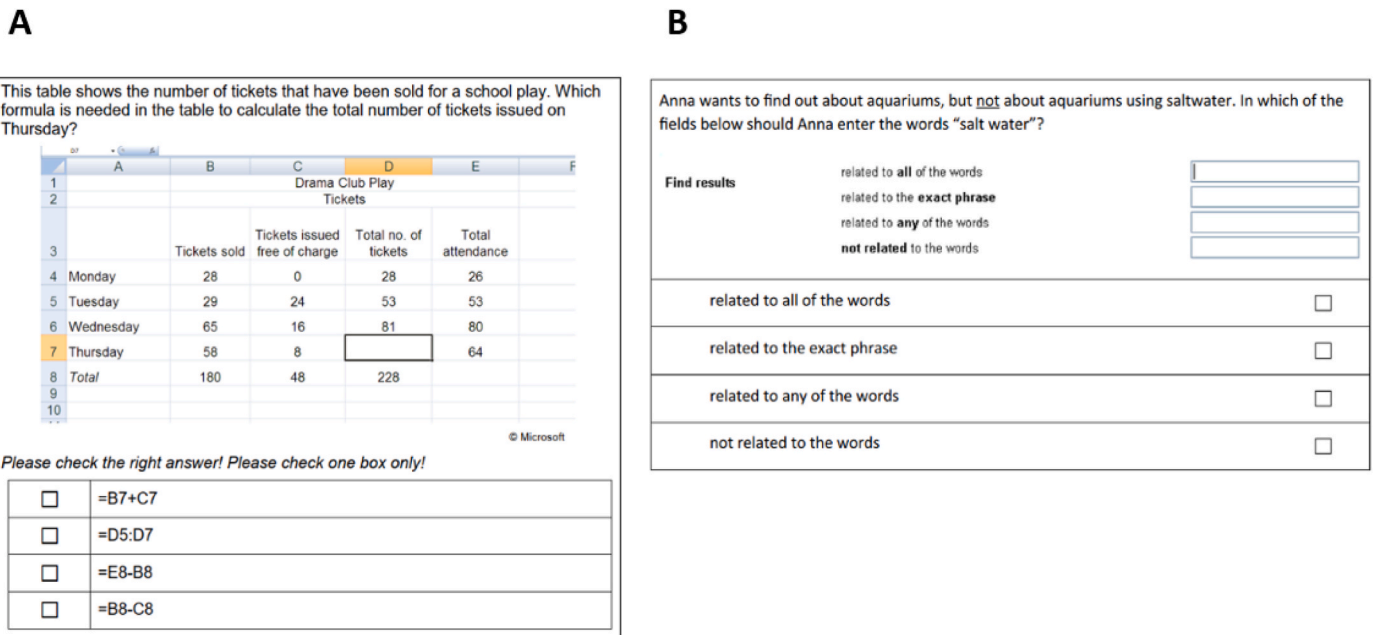 A
B
This table shows the number of tickets that have been sold for a school play. Which
formula is needed in the table to calculate the total number of tickets issued on
Thursday?
D7
A B C D E F
1 Drama Club Play
2 Tickets
Tickets issued Total no. of Total
3 Tickets sold free of charge tickets attendance
4 Monday 28 0 28 26
5 Tuesday 29 24 53 53
6 Wednesday 65 16 81 80
7 Thursday 58 8 64
8 Total 180 48 228
9
10
© Microsoft
Please check the right answer! Please check one box only!
=B7+C7
=D5:D7
=E8-B8
=B8-C8
Anna wants to find out about aquariums, but not about aquariums using saltwater. In which of the
fields below should Anna enter the words “salt water”?
related to all of the words
Find results
related to the exact phrase
related to any of the words
not related to the words
related to all of the words
related to the exact phrase
related to any of the words
not related to the words